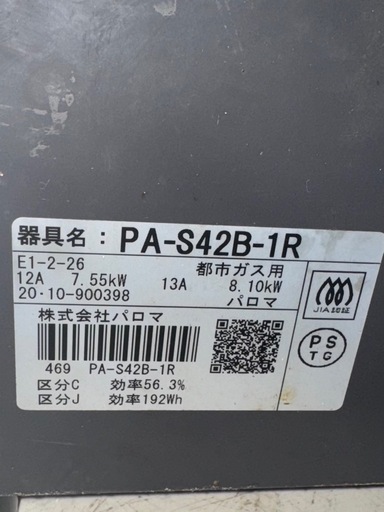 器具名：PA-S42B-1R
E1-2-26 都市ガス用
12A 7.55kW 13A 8.10kW
20・10-900398 パロマ
株式会社パロマ
469 PA-S42B-1R
区分C 効率56.3%
区分J 効率192Wh
JIA認証
PS
TG